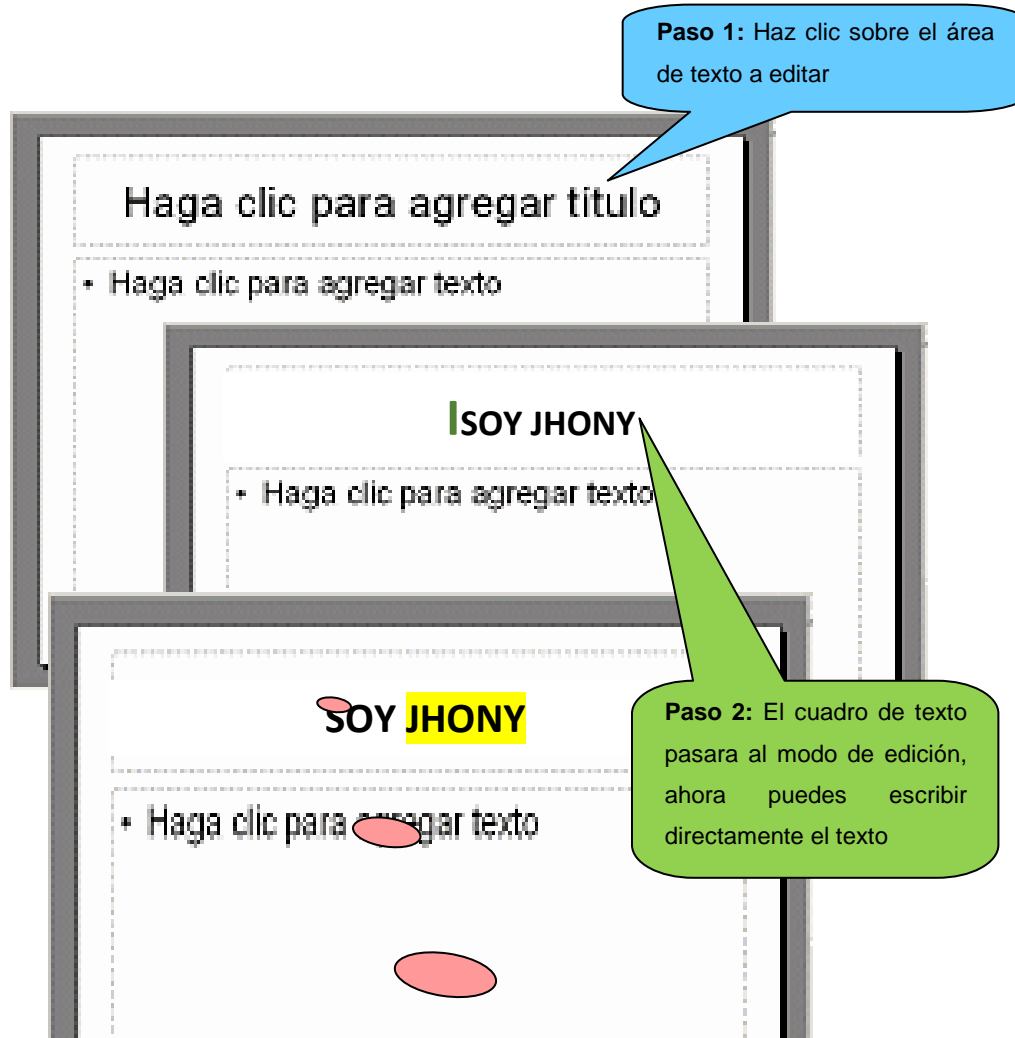 Paso 1: Haz clic sobre el área
de texto a editar
Haga clic para agregar titulo
• Haga clic para agregar texto
SOY JHONY
• Haga clic para agregar texto
SOY JHONY
• Haga clic para agregar texto
Paso 2: El cuadro de texto
pasara al modo de edición,
ahora puedes escribir
directamente el texto